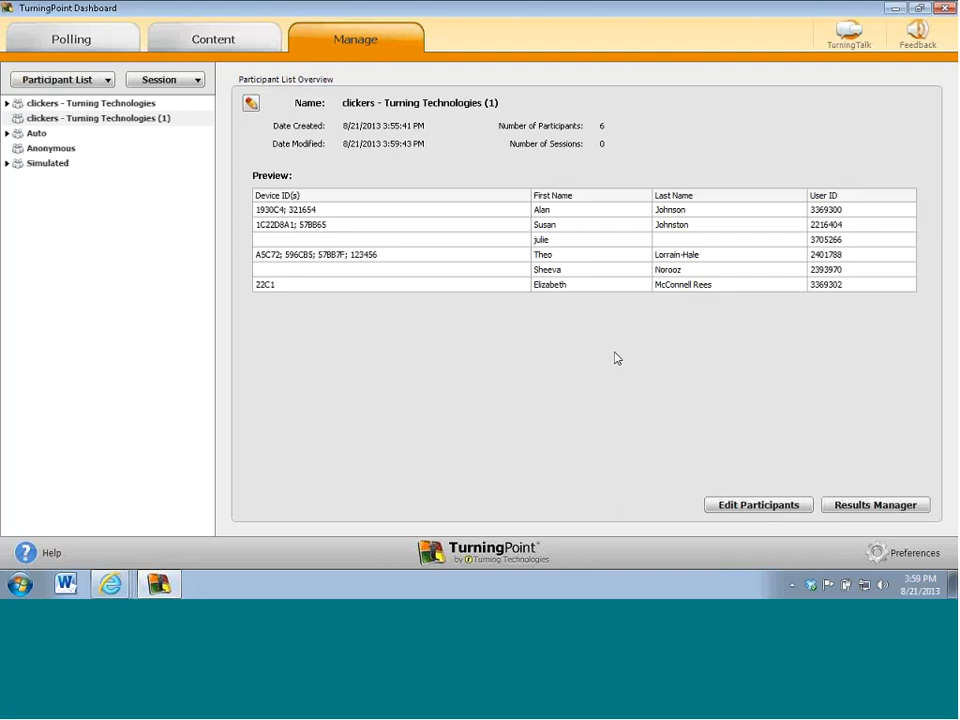 TurningPoint Dashboard
Polling
Content
Manage
TurningTalk
Feedback
Participant List
Session
clickers - Turning Technologies
clickers - Turning Technologies (1)
Auto
Anonymous
Simulated
Participant List Overview
Name: clickers - Turning Technologies (1)
Date Created: 8/21/2013 3:55:41 PM Number of Participants: 6
Date Modified: 8/21/2013 3:59:43 PM Number of Sessions: 0
Preview:
Device ID(s) First Name Last Name User ID
1930C4; 321654 Alan Johnson 3369300
1C22D8A1; 57BB65 Susan Johnston 2216404
julie 3705266
A5C72; 596CB5; 57BB7F; 123456 Theo Lorrain-Hale 2401788
Sheeva Norooz 2393970
22C1 Elizabeth McConnell Rees 3369302
Edit Participants Results Manager
Help
TurningPoint
by Turning Technologies
Preferences
3:59 PM
8/21/2013